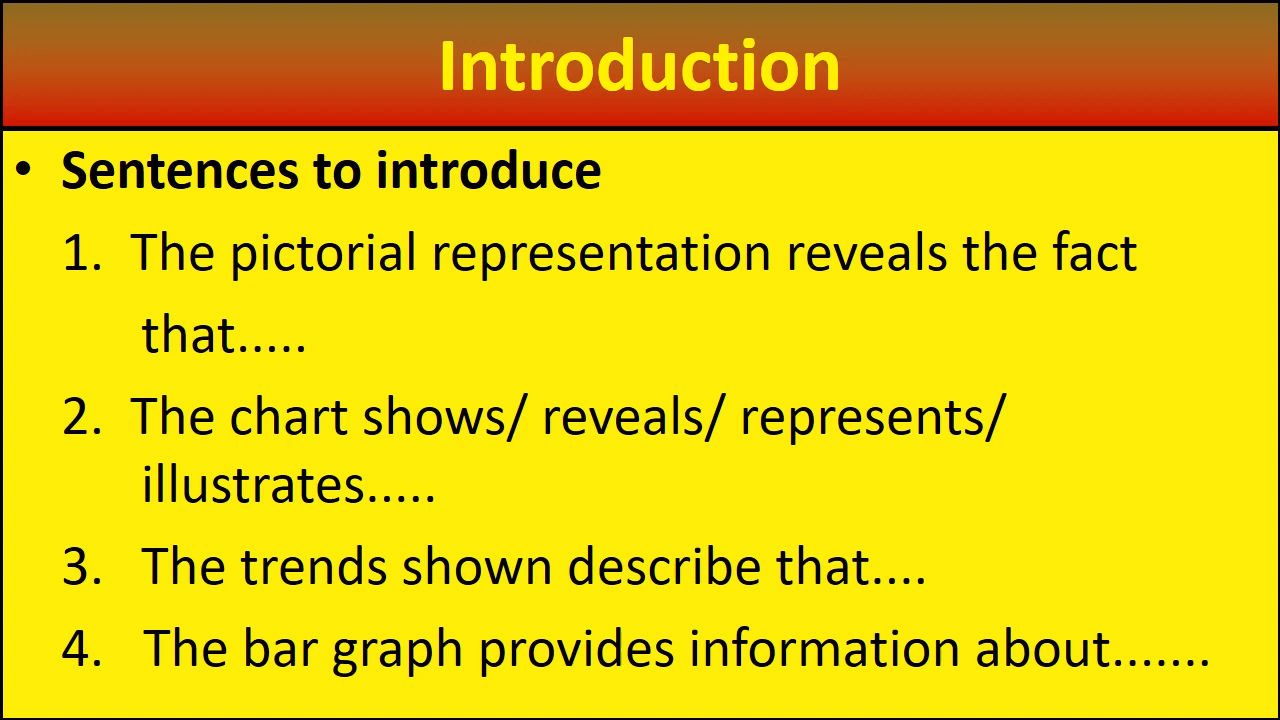 Introduction
• Sentences to introduce
1. The pictorial representation reveals the fact
that.....
2. The chart shows/ reveals/ represents/
illustrates.....
3. The trends shown describe that....
4. The bar graph provides information about.......